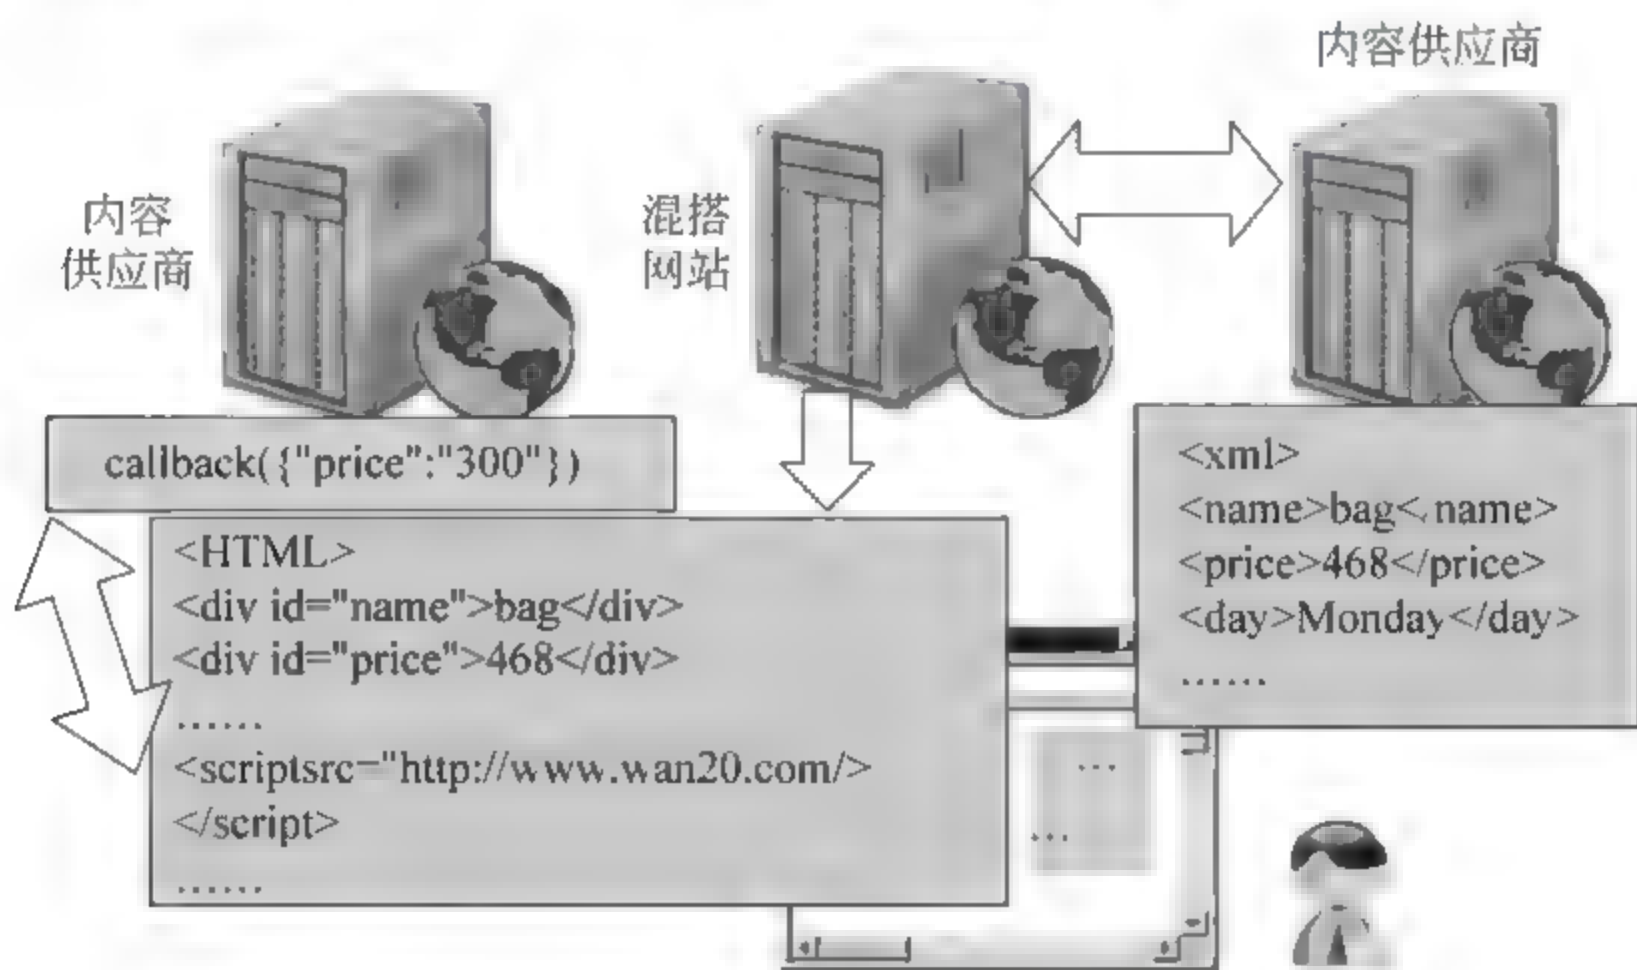 内容供应商
内容
供应商
混搭
网站
callback({"price":"300"})
<xml>
<name>bag< name>
<price>468</price>
<day>Monday</day>
……
<HTML>
<div id="name">bag</div>
<div id="price">468</div>
……
<scriptsrc="http://www.wan20.com/>
</script>
……
...
...